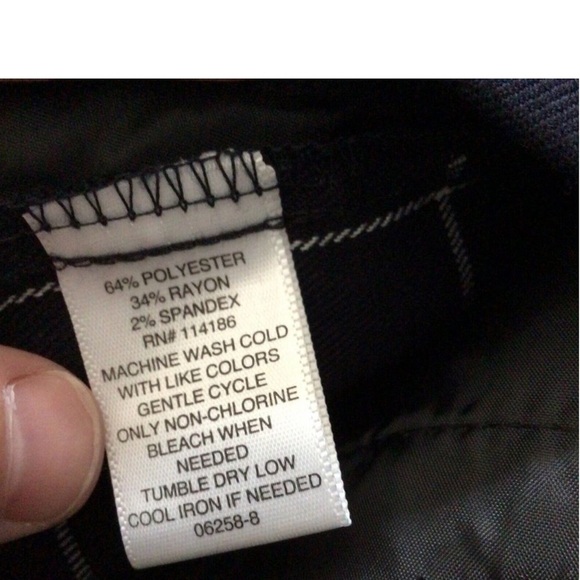 64% POLYESTER
34% RAYON
2% SPANDEX
RN# 114186
MACHINE WASH COLD
WITH LIKE COLORS
GENTLE CYCLE
ONLY NON-CHLORINE
BLEACH WHEN
NEEDED
TUMBLE DRY LOW
COOL IRON IF NEEDED
06258-8